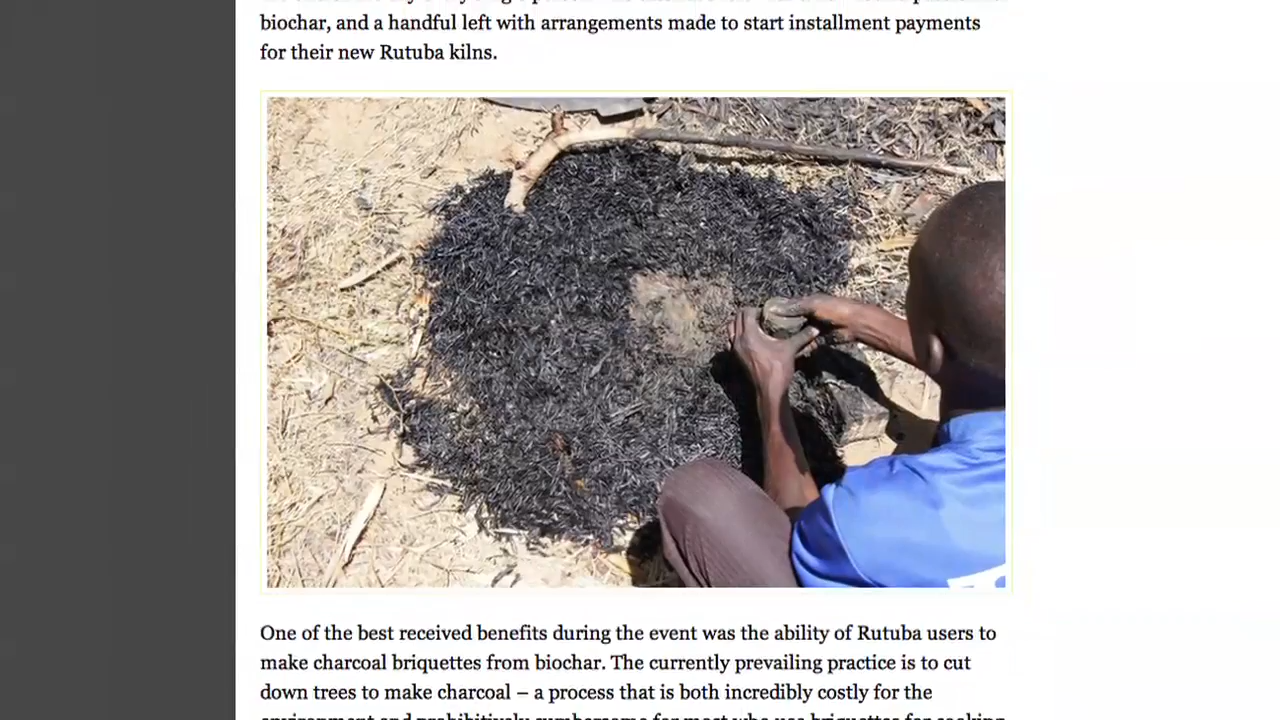 biochar, and a handful left with arrangements made to start installment payments
for their new Rutuba kilns.
One of the best received benefits during the event was the ability of Rutuba users to
make charcoal briquettes from biochar. The currently prevailing practice is to cut
down trees to make charcoal – a process that is both incredibly costly for the